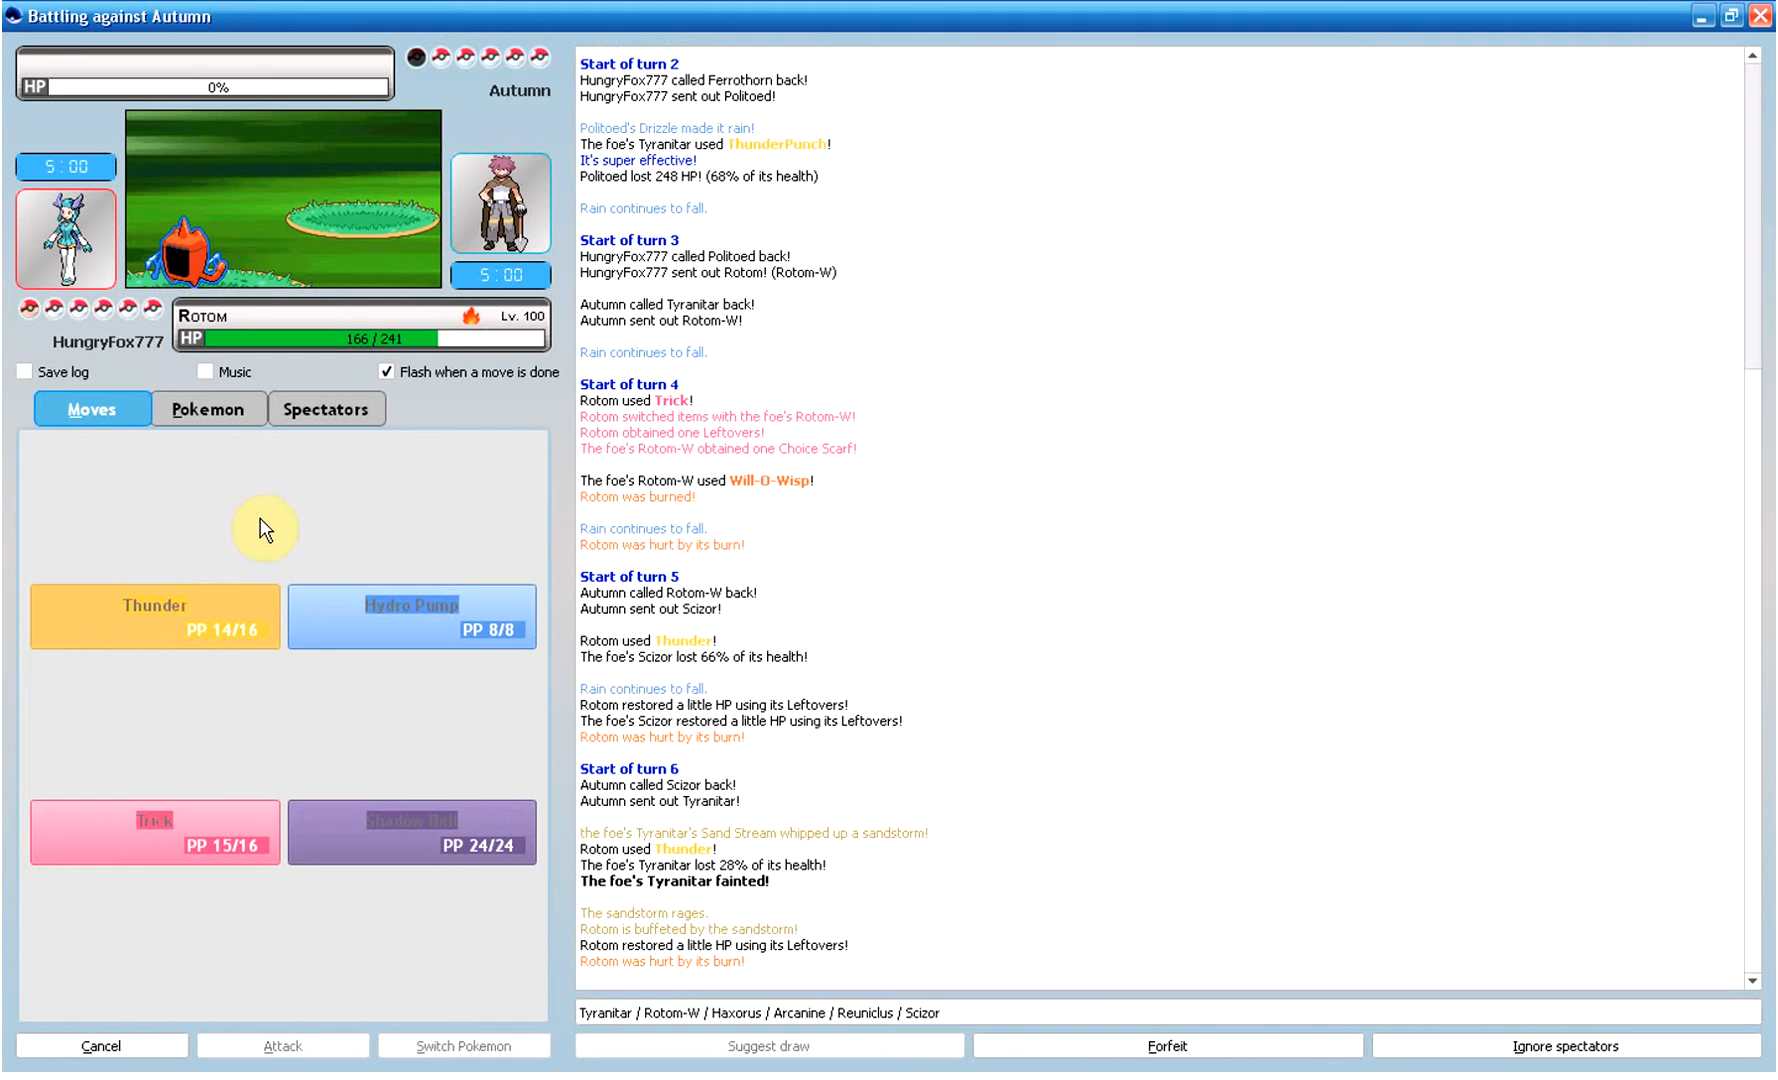 Battling against Autumn
HP 0%
Autumn
5:00
5:00
ROTOM Lv. 100
HP 166 / 241
HungryFox777
Save log
Music
Flash when a move is done
Moves
Pokemon
Spectators
Thunder
PP 14/16
Hydro Pump
PP 8/8
Trick
PP 15/16
Shadow Ball
PP 24/24
Cancel
Attack
Switch Pokemon
Start of turn 2
HungryFox777 called Ferrothorn back!
HungryFox777 sent out Politoed!
Politoed's Drizzle made it rain!
The foe's Tyranitar used ThunderPunch!
It's super effective!
Politoed lost 248 HP! (68% of its health)
Rain continues to fall.
Start of turn 3
HungryFox777 called Politoed back!
HungryFox777 sent out Rotom! (Rotom-W)
Autumn called Tyranitar back!
Autumn sent out Rotom-W!
Rain continues to fall.
Start of turn 4
Rotom used Trick!
Rotom switched items with the foe's Rotom-W!
Rotom obtained one Leftovers!
The foe's Rotom-W obtained one Choice Scarf!
The foe's Rotom-W used Will-O-Wisp!
Rotom was burned!
Rain continues to fall.
Rotom was hurt by its burn!
Start of turn 5
Autumn called Rotom-W back!
Autumn sent out Scizor!
Rotom used Thunder!
The foe's Scizor lost 66% of its health!
Rain continues to fall.
Rotom restored a little HP using its Leftovers!
The foe's Scizor restored a little HP using its Leftovers!
Rotom was hurt by its burn!
Start of turn 6
Autumn called Scizor back!
Autumn sent out Tyranitar!
the foe's Tyranitar's Sand Stream whipped up a sandstorm!
Rotom used Thunder!
The foe's Tyranitar lost 28% of its health!
The foe's Tyranitar fainted!
The sandstorm rages.
Rotom is buffeted by the sandstorm!
Rotom restored a little HP using its Leftovers!
Rotom was hurt by its burn!
Tyranitar / Rotom-W / Haxorus / Arcanine / Reuniclus / Scizor
Suggest draw
Forfeit
Ignore spectators